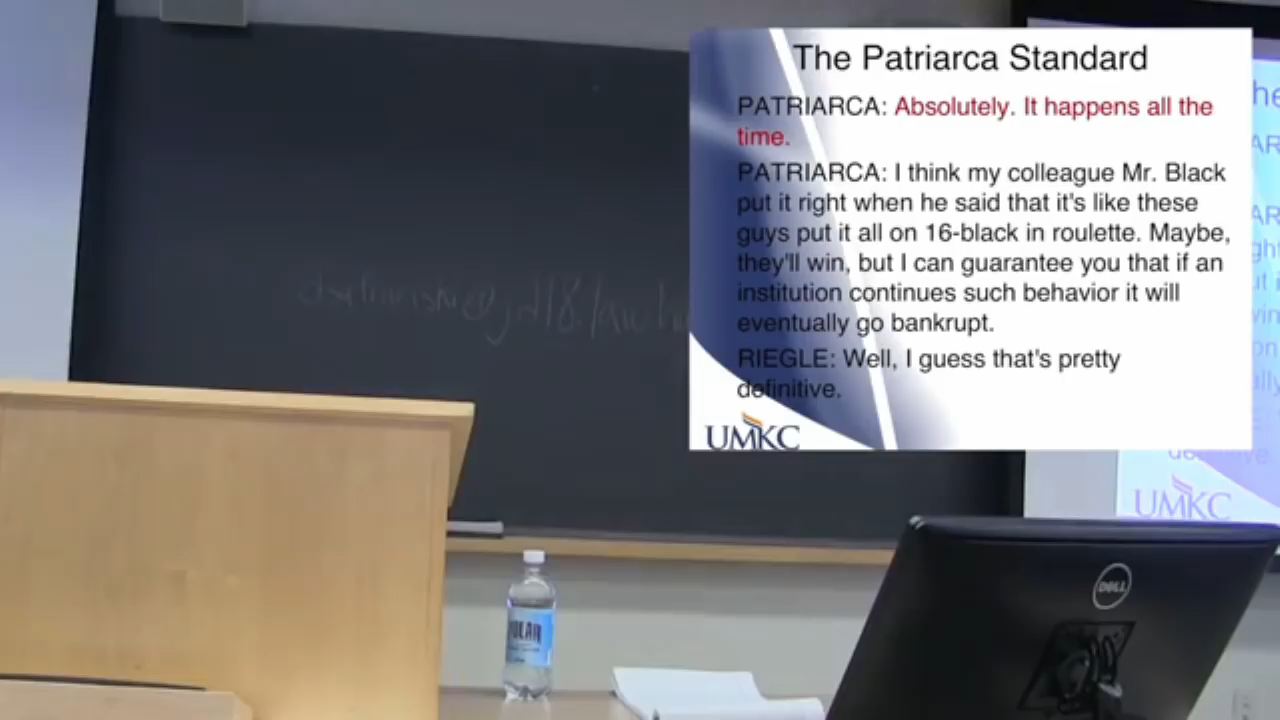 The Patriarca Standard
PATRIARCA: Absolutely. It happens all the
time.
PATRIARCA: I think my colleague Mr. Black
put it right when he said that it's like these
guys put it all on 16-black in roulette. Maybe,
they'll win, but I can guarantee you that if an
institution continues such behavior it will
eventually go bankrupt.
RIEGLE: Well, I guess that's pretty
definitive.
UMKC
UMKC
DELL